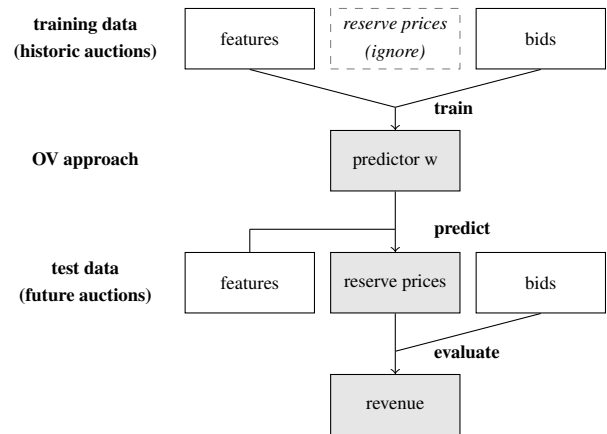 training data
(historic auctions)
features
reserve prices
(ignore)
bids
train
OV approach
predictor w
predict
test data
(future auctions)
features
reserve prices
bids
evaluate
revenue